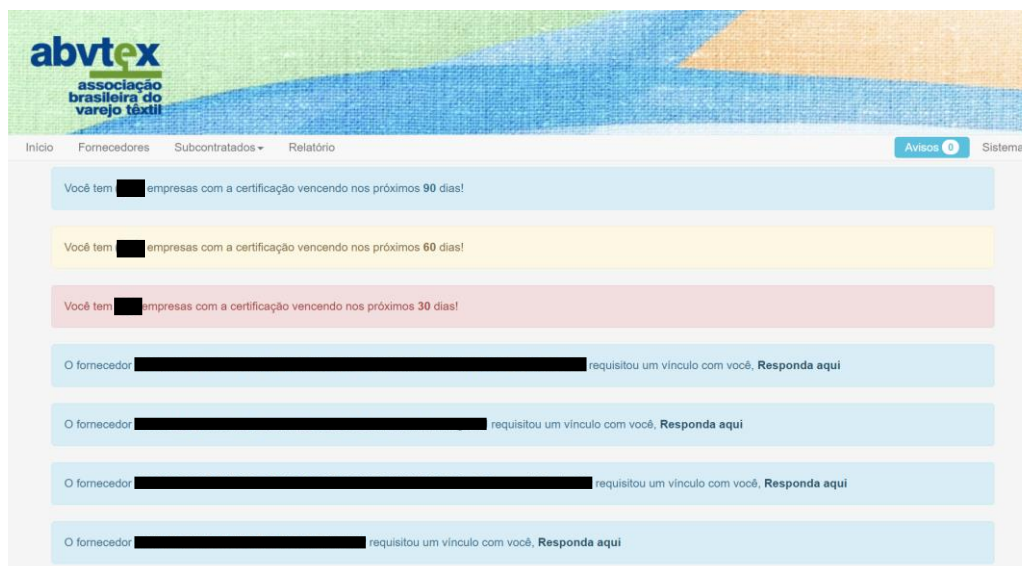 abvtex
associação
brasileira do
varejo têxtil
Início Fornecedores Subcontratados Relatório Avisos 0 Sistema
Você tem empresas com a certificação vencendo nos próximos 90 dias!
Você tem empresas com a certificação vencendo nos próximos 60 dias!
Você tem empresas com a certificação vencendo nos próximos 30 dias!
O fornecedor requisitou um vínculo com você, Responda aqui
O fornecedor requisitou um vínculo com você, Responda aqui
O fornecedor requisitou um vínculo com você, Responda aqui
O fornecedor requisitou um vínculo com você, Responda aqui